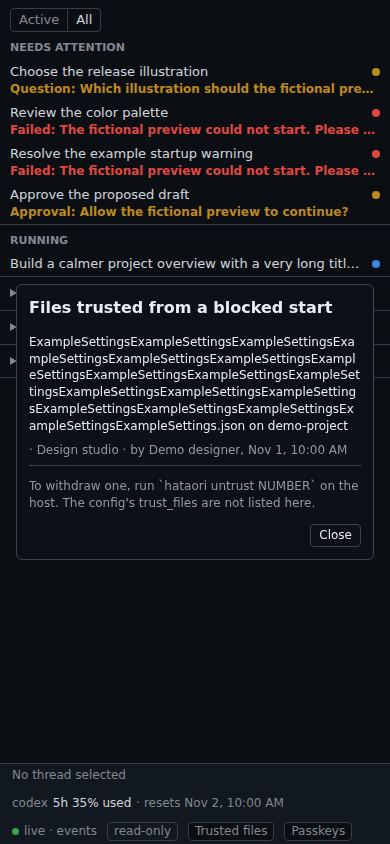 Active All
NEEDS ATTENTION
Choose the release illustration
Question: Which illustration should the fictional pre…
Review the color palette
Failed: The fictional preview could not start. Please …
Resolve the example startup warning
Failed: The fictional preview could not start. Please …
Approve the proposed draft
Approval: Allow the fictional preview to continue?
RUNNING
Build a calmer project overview with a very long titl…
Files trusted from a blocked start
ExampleSettingsExampleSettingsExampleSettingsExa
mpleSettingsExampleSettingsExampleSettingsExampl
eSettingsExampleSettingsExampleSettingsExampleSet
tingsExampleSettingsExampleSettingsExampleSetting
sExampleSettingsExampleSettingsExampleSettingsEx
ampleSettingsExampleSettings.json on demo-project
· Design studio · by Demo designer, Nov 1, 10:00 AM
To withdraw one, run `hataori untrust NUMBER` on the
host. The config's trust_files are not listed here.
Close
No thread selected
codex 5h 35% used · resets Nov 2, 10:00 AM
live · events read-only Trusted files Passkeys